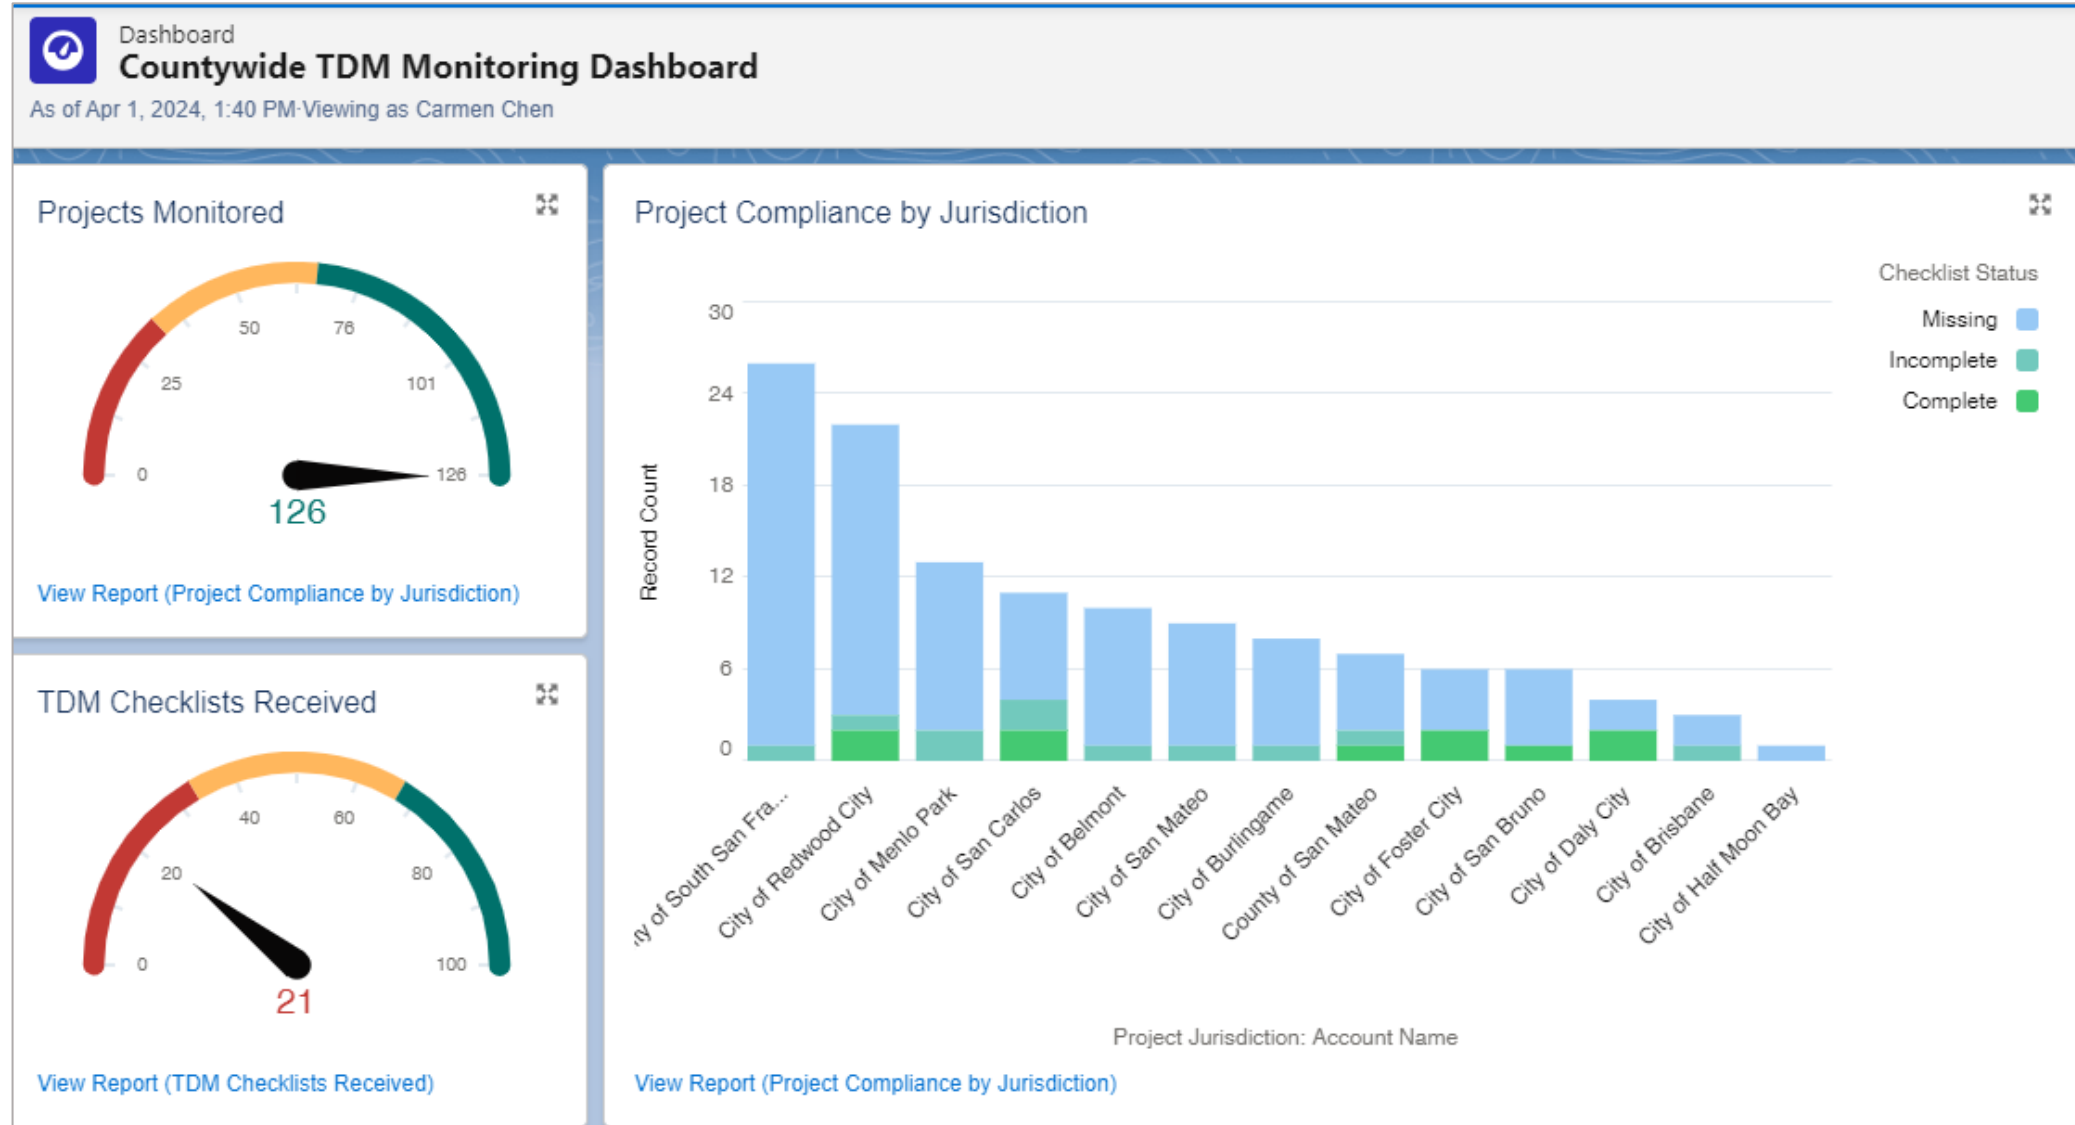 Dashboard
Countywide TDM Monitoring Dashboard
As of Apr 1, 2024, 1:40 PM·Viewing as Carmen Chen
Projects Monitored
0
25
50
76
101
126
126
View Report (Project Compliance by Jurisdiction)
TDM Checklists Received
0
20
40
60
80
100
21
View Report (TDM Checklists Received)
Project Compliance by Jurisdiction
Checklist Status
Missing
Incomplete
Complete
Record Count
30
24
18
12
6
0
ty of South San Fra...
City of Redwood City
City of Menlo Park
City of San Carlos
City of Belmont
City of San Mateo
City of Burlingame
County of San Mateo
City of Foster City
City of San Bruno
City of Daly City
City of Brisbane
City of Half Moon Bay
Project Jurisdiction: Account Name
View Report (Project Compliance by Jurisdiction)